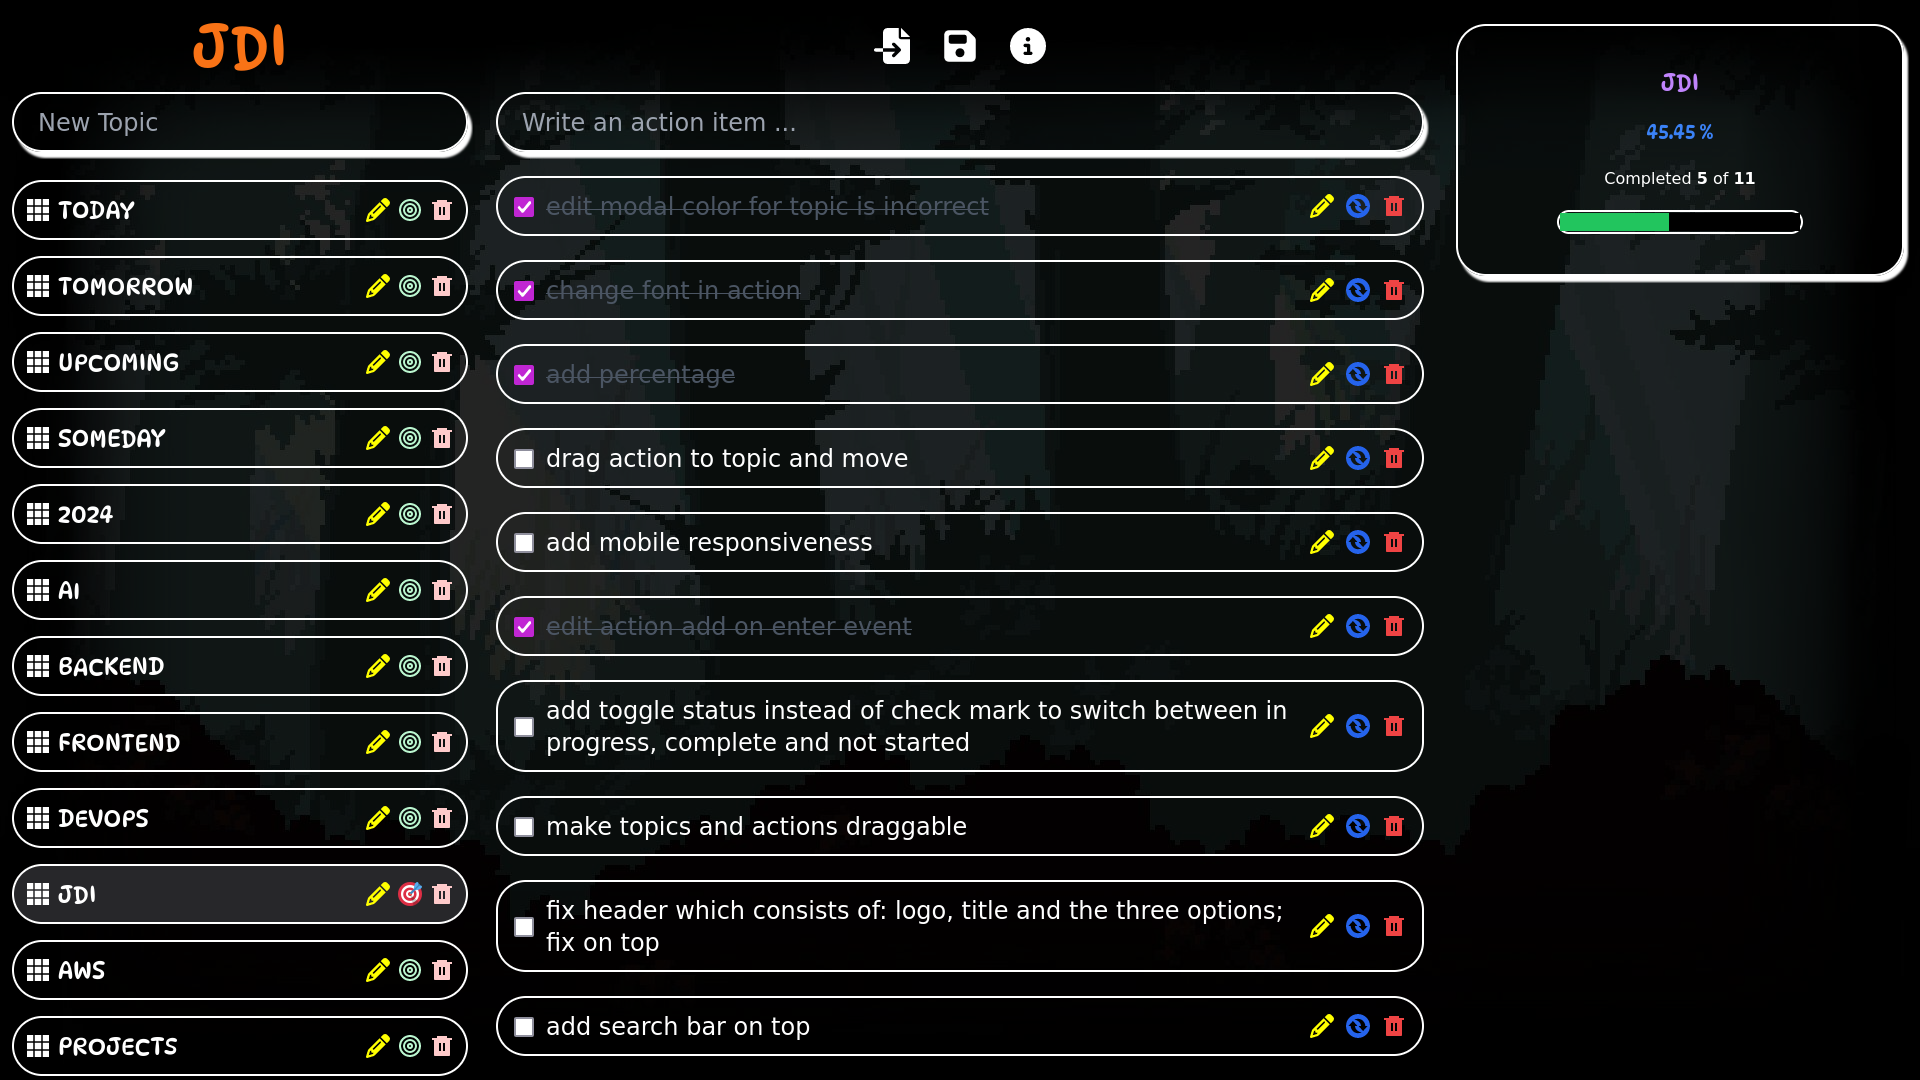 JDI
New Topic
TODAY
TOMORROW
UPCOMING
SOMEDAY
2024
AI
BACKEND
FRONTEND
DEVOPS
JDI
AWS
PROJECTS
Write an action item ...
edit modal color for topic is incorrect
change font in action
add percentage
drag action to topic and move
add mobile responsiveness
edit action add on enter event
add toggle status instead of check mark to switch between in
progress, complete and not started
make topics and actions draggable
fix header which consists of: logo, title and the three options;
fix on top
add search bar on top
JDI
45.45 %
Completed 5 of 11